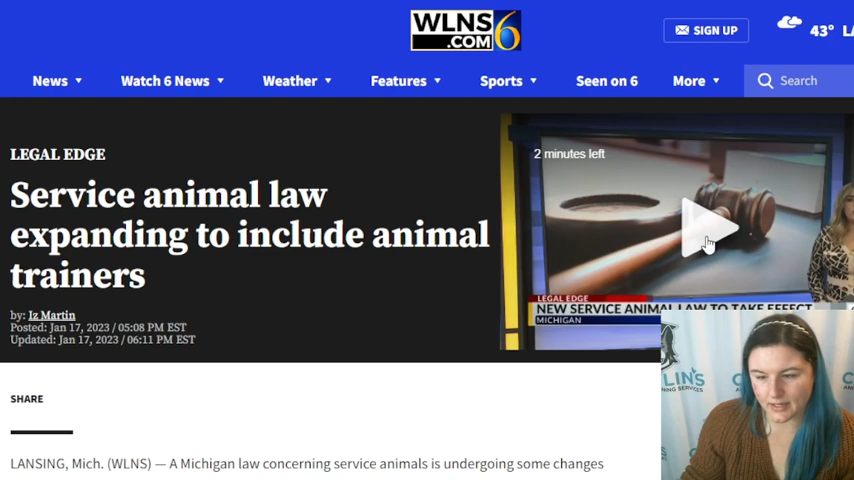 WLNS
.COM 6
SIGN UP
43°
News
Watch 6 News
Weather
Features
Sports
Seen on 6
More
Search
LEGAL EDGE
Service animal law
expanding to include animal
trainers
by: Iz Martin
Posted: Jan 17, 2023 / 05:08 PM EST
Updated: Jan 17, 2023 / 06:11 PM EST
2 minutes left
LEGAL EDGE
NEW SERVICE ANIMAL LAW TO TAKE EFFECT
MICHIGAN
SHARE
LANSING, Mich. (WLNS) — A Michigan law concerning service animals is undergoing some changes